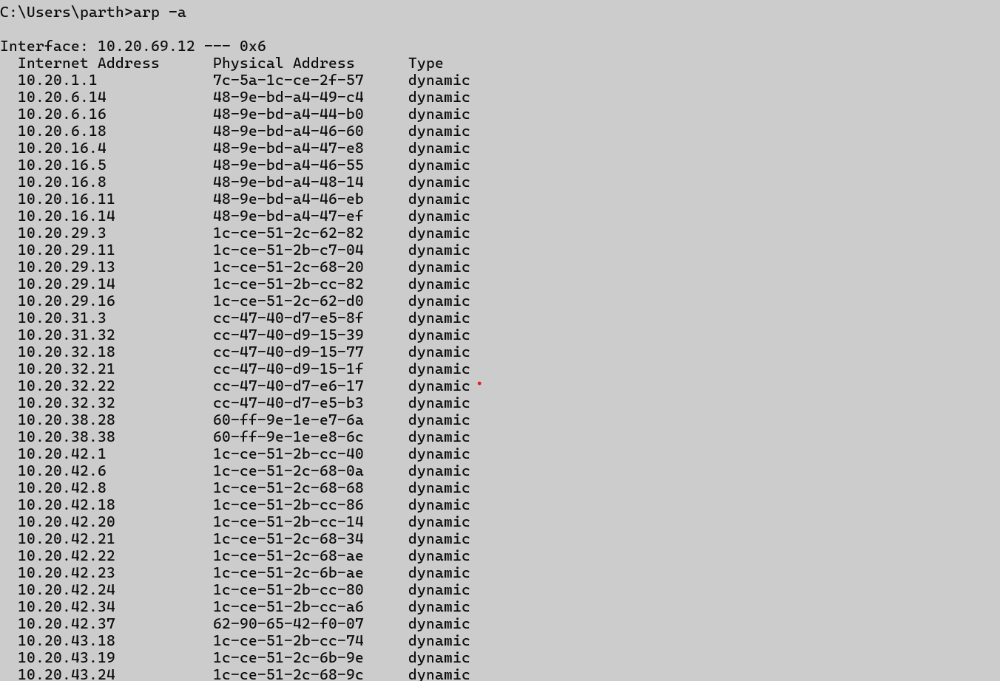 C:\Users\parth>arp -a
Interface: 10.20.69.12 --- 0x6
Internet Address Physical Address Type
10.20.1.1 7c-5a-1c-ce-2f-57 dynamic
10.20.6.14 48-9e-bd-a4-49-c4 dynamic
10.20.6.16 48-9e-bd-a4-44-b0 dynamic
10.20.6.18 48-9e-bd-a4-46-60 dynamic
10.20.16.4 48-9e-bd-a4-47-e8 dynamic
10.20.16.5 48-9e-bd-a4-46-55 dynamic
10.20.16.8 48-9e-bd-a4-48-14 dynamic
10.20.16.11 48-9e-bd-a4-46-eb dynamic
10.20.16.14 48-9e-bd-a4-47-ef dynamic
10.20.29.3 1c-ce-51-2c-62-82 dynamic
10.20.29.11 1c-ce-51-2b-c7-04 dynamic
10.20.29.13 1c-ce-51-2c-68-20 dynamic
10.20.29.14 1c-ce-51-2b-cc-82 dynamic
10.20.29.16 1c-ce-51-2c-62-d0 dynamic
10.20.31.3 cc-47-40-d7-e5-8f dynamic
10.20.31.32 cc-47-40-d9-15-39 dynamic
10.20.32.18 cc-47-40-d9-15-77 dynamic
10.20.32.21 cc-47-40-d9-15-1f dynamic
10.20.32.22 cc-47-40-d7-e6-17 dynamic
10.20.32.32 cc-47-40-d7-e5-b3 dynamic
10.20.38.28 60-ff-9e-1e-e7-6a dynamic
10.20.38.38 60-ff-9e-1e-e8-6c dynamic
10.20.42.1 1c-ce-51-2b-cc-40 dynamic
10.20.42.6 1c-ce-51-2c-68-0a dynamic
10.20.42.8 1c-ce-51-2c-68-68 dynamic
10.20.42.18 1c-ce-51-2b-cc-86 dynamic
10.20.42.20 1c-ce-51-2b-cc-14 dynamic
10.20.42.21 1c-ce-51-2c-68-34 dynamic
10.20.42.22 1c-ce-51-2c-68-ae dynamic
10.20.42.23 1c-ce-51-2c-6b-ae dynamic
10.20.42.24 1c-ce-51-2b-cc-80 dynamic
10.20.42.34 1c-ce-51-2b-cc-a6 dynamic
10.20.42.37 62-90-65-42-f0-07 dynamic
10.20.43.18 1c-ce-51-2b-cc-74 dynamic
10.20.43.19 1c-ce-51-2c-6b-9e dynamic
10.20.43.24 1c-ce-51-2c-68-9c dynamic